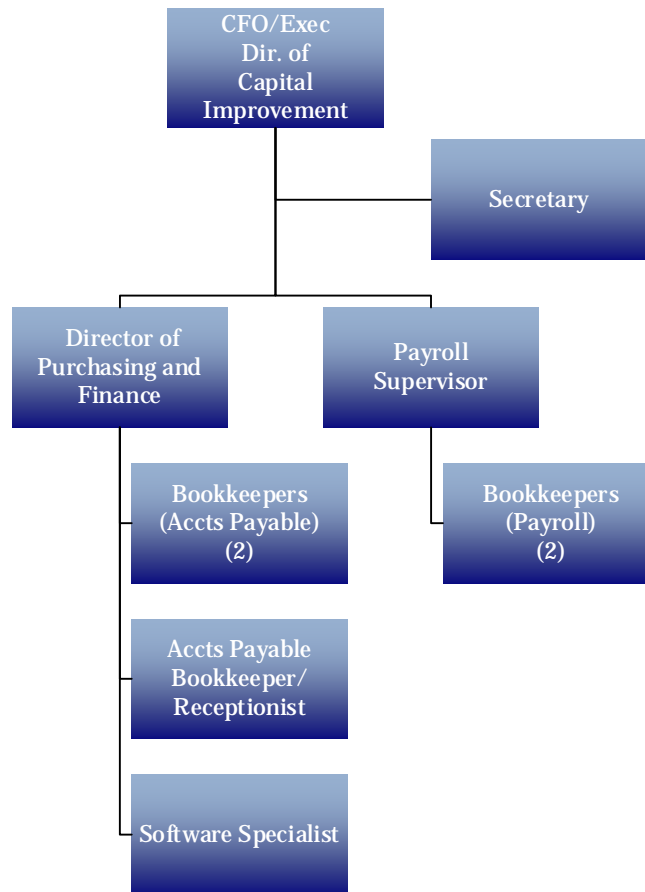 CFO/Exec
Dir. of
Capital
Improvement
Secretary
Director of
Purchasing and
Finance
Payroll
Supervisor
Bookkeepers
(Accts Payable)
(2)
Bookkeepers
(Payroll)
(2)
Accts Payable
Bookkeeper/
Receptionist
Software Specialist